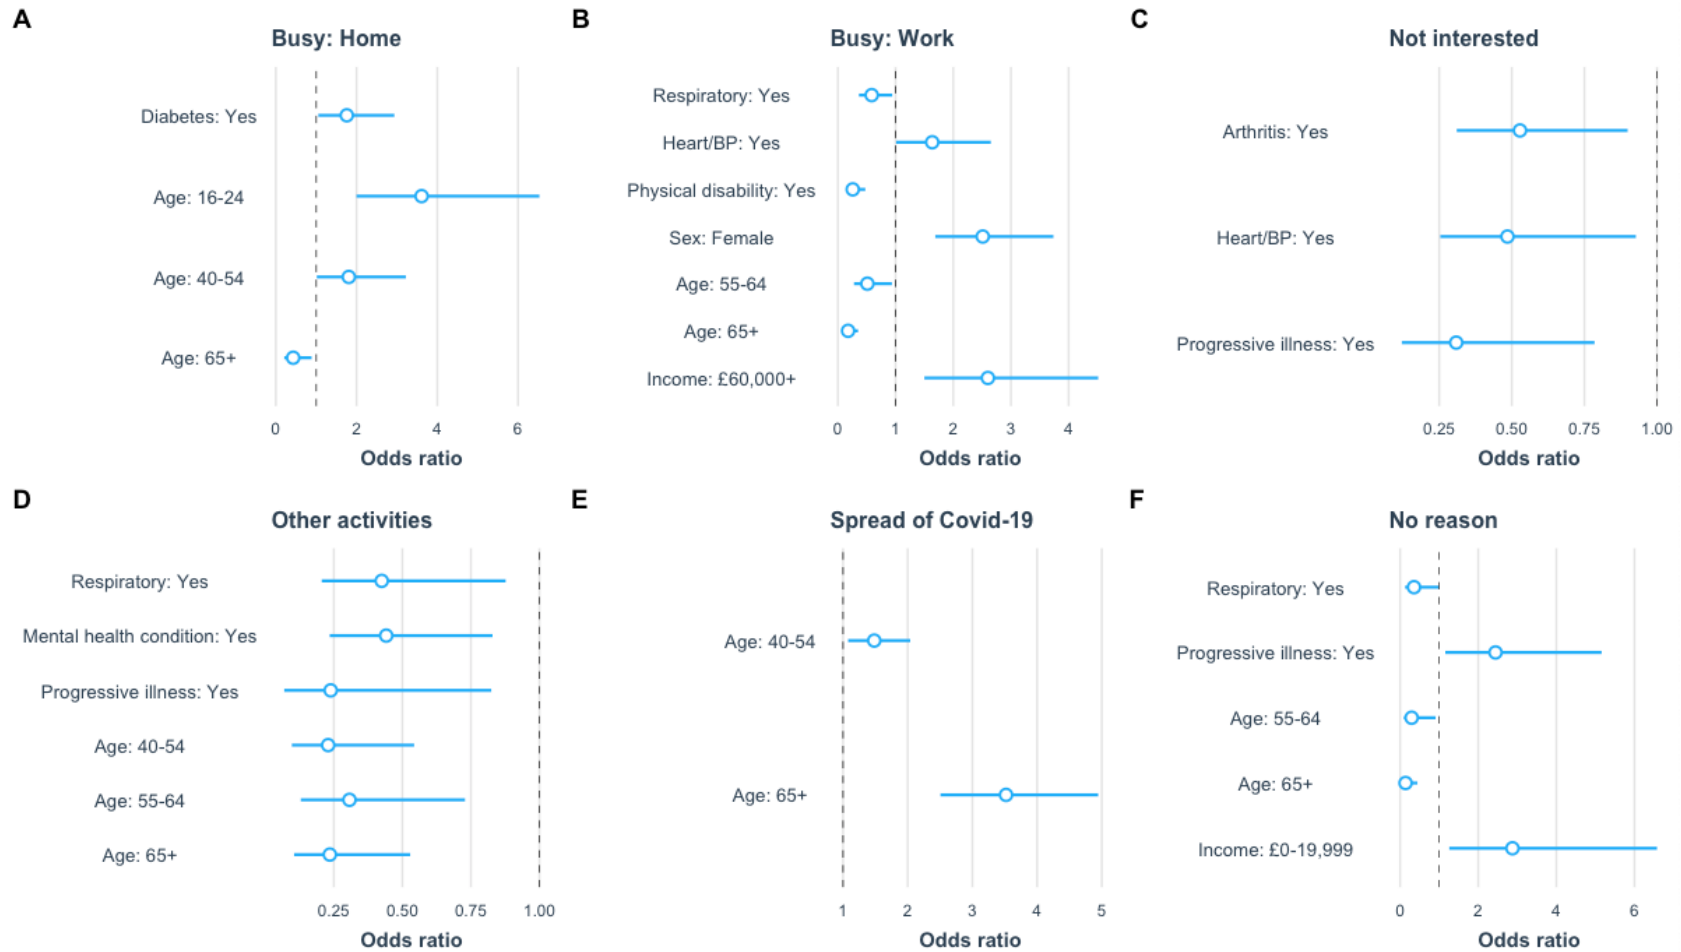 A
Busy: Home
Diabetes: Yes
Age: 16-24
Age: 40-54
Age: 65+
0 2 4 6
Odds ratio
B
Busy: Work
Respiratory: Yes
Heart/BP: Yes
Physical disability: Yes
Sex: Female
Age: 55-64
Age: 65+
Income: £60,000+
0 1 2 3 4
Odds ratio
C
Not interested
Arthritis: Yes
Heart/BP: Yes
Progressive illness: Yes
0.25 0.50 0.75 1.00
Odds ratio
D
Other activities
Respiratory: Yes
Mental health condition: Yes
Progressive illness: Yes
Age: 40-54
Age: 55-64
Age: 65+
0.25 0.50 0.75 1.00
Odds ratio
E
Spread of Covid-19
Age: 40-54
Age: 65+
1 2 3 4 5
Odds ratio
F
No reason
Respiratory: Yes
Progressive illness: Yes
Age: 55-64
Age: 65+
Income: £0-19,999
0 2 4 6
Odds ratio